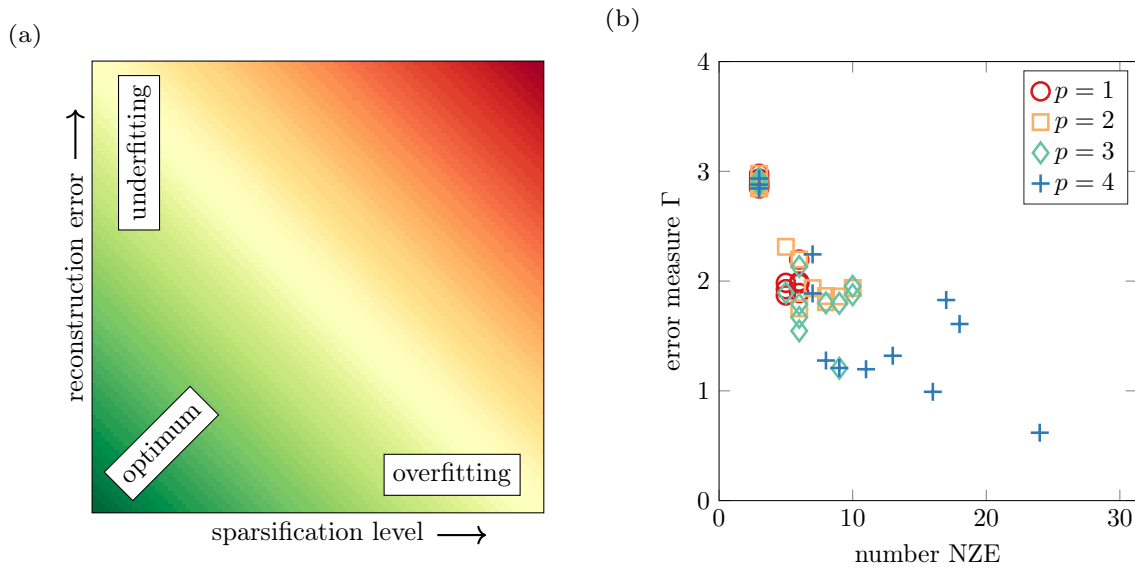 (a)
underfitting
reconstruction error ⟶
optimum
overfitting
sparsification level ⟶
(b)
4
3
2
1
0
error measure Γ
p = 1
p = 2
p = 3
p = 4
0
10
20
30
number NZE